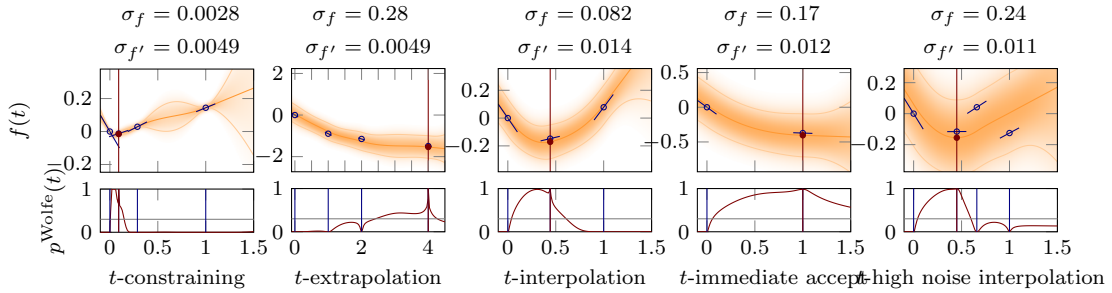 σ_f = 0.0028 σ_f = 0.28 σ_f = 0.082 σ_f = 0.17 σ_f = 0.24
σ_f′ = 0.0049 σ_f′ = 0.0049 σ_f′ = 0.014 σ_f′ = 0.012 σ_f′ = 0.011
f(t)
0.2
0
−0.2
0
−2
0.2
0
−0.2
0.5
0
−0.5
0.2
0
−0.2
p^Wolfe(t)
1
0
0 0.5 1 1.5
1
0
0 2 4
1
0
0 0.5 1 1.5
1
0
0 0.5 1 1.5
1
0
0 0.5 1 1.5
t-constraining t-extrapolation t-interpolation t-immediate accept t-high noise interpolation